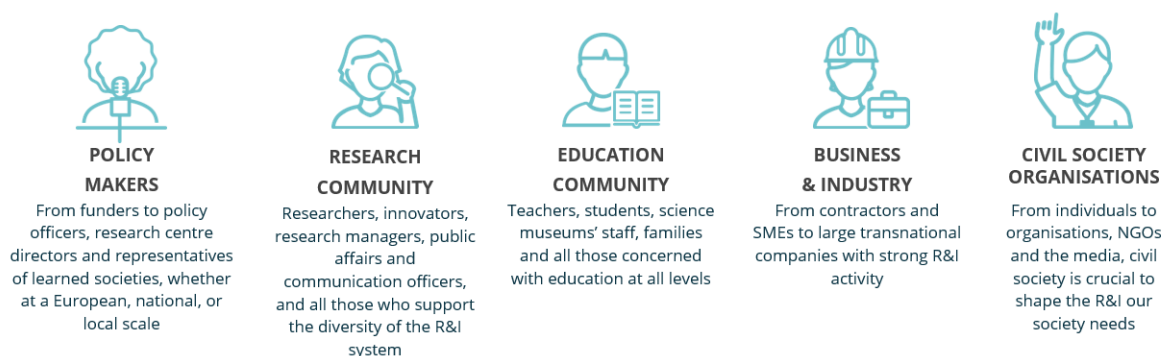 POLICY
MAKERS
From funders to policy
officers, research centre
directors and representatives
of learned societies, whether
at a European, national, or
local scale
RESEARCH
COMMUNITY
Researchers, innovators,
research managers, public
affairs and
communication officers,
and all those who support
the diversity of the R&I
system
EDUCATION
COMMUNITY
Teachers, students, science
museums’ staff, families
and all those concerned
with education at all levels
BUSINESS
& INDUSTRY
From contractors and
SMEs to large transnational
companies with strong R&I
activity
CIVIL SOCIETY
ORGANISATIONS
From individuals to
organisations, NGOs
and the media, civil
society is crucial to
shape the R&I our
society needs